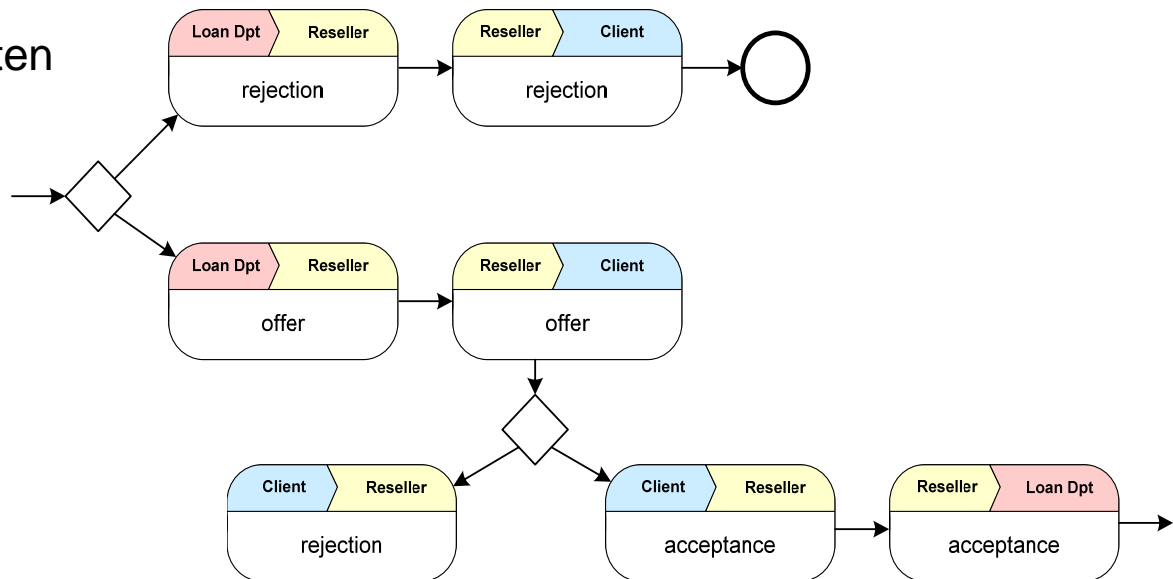 ten
Loan Dpt Reseller
rejection
Reseller Client
rejection
Loan Dpt Reseller
offer
Reseller Client
offer
Client Reseller
rejection
Client Reseller
acceptance
Reseller Loan Dpt
acceptance